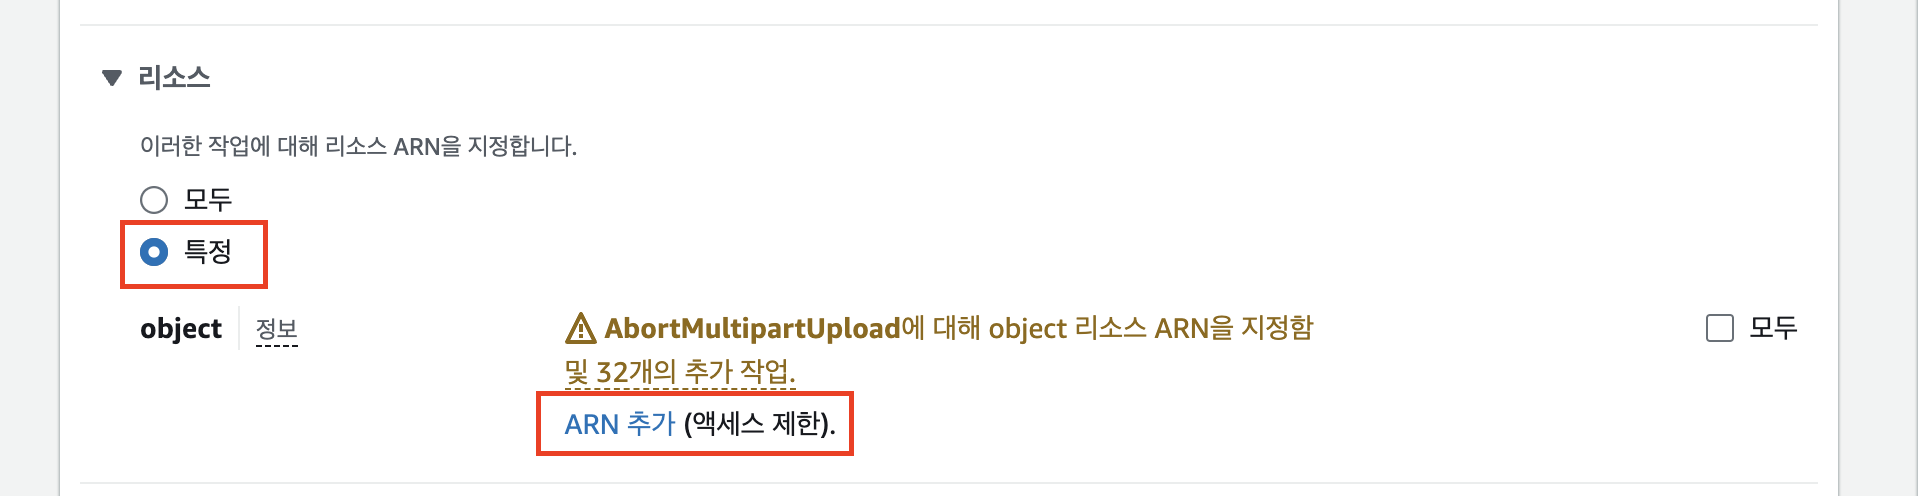 리소스
이러한 작업에 대해 리소스 ARN을 지정합니다.
모두
특정
object 정보 AbortMultipartUpload에 대해 object 리소스 ARN을 지정함 모두
및 32개의 추가 작업.
ARN 추가 (액세스 제한).